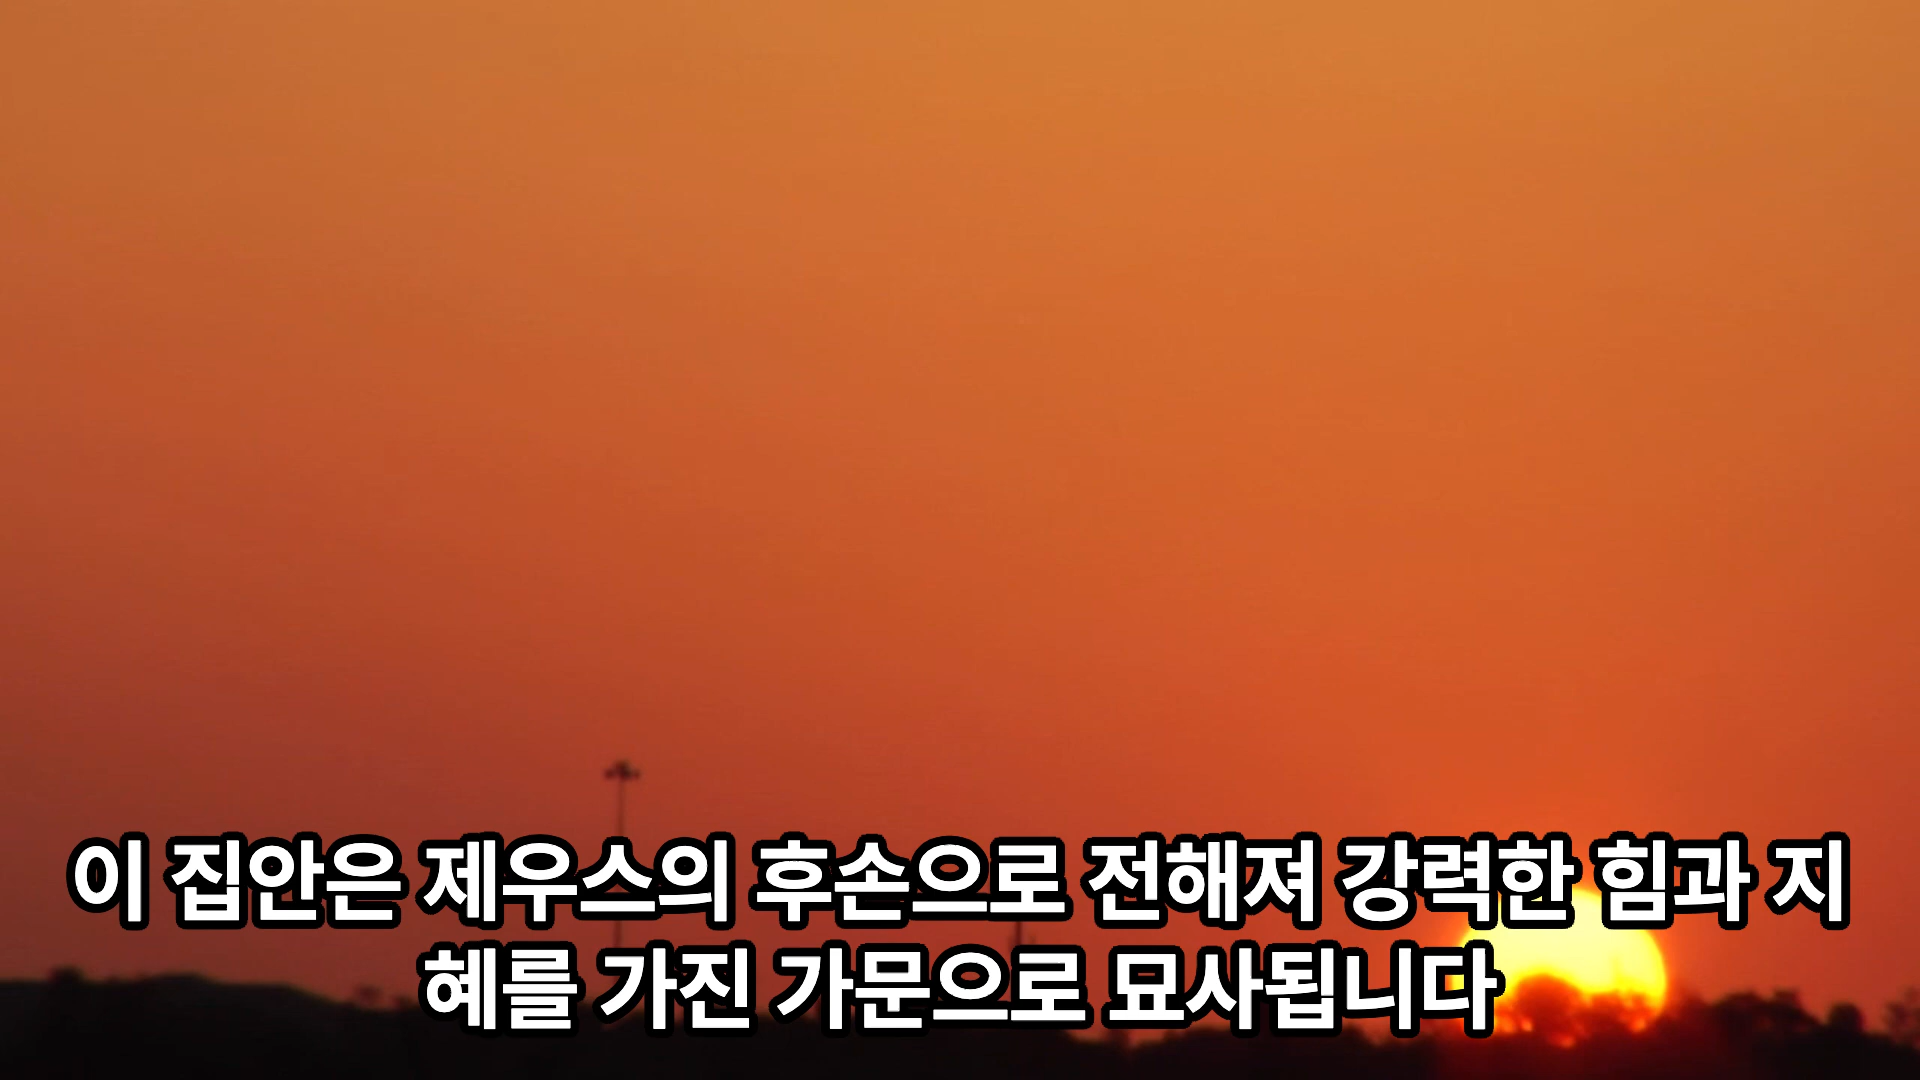 이 집안은 제우스의 후손으로 전해져 강력한 힘과 지
혜를 가진 가문으로 묘사됩니다